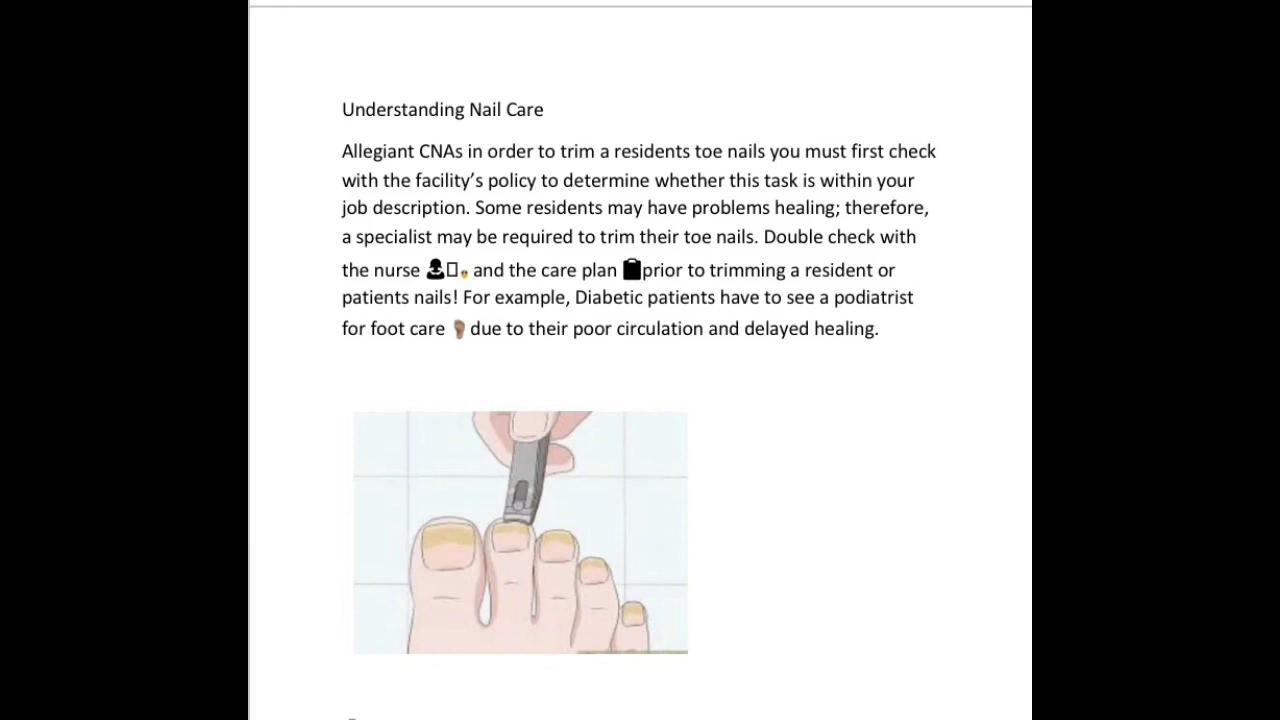 Understanding Nail Care
Allegiant CNAs in order to trim a residents toe nails you must first check
with the facility’s policy to determine whether this task is within your
job description. Some residents may have problems healing; therefore,
a specialist may be required to trim their toe nails. Double check with
the nurse and the care plan prior to trimming a resident or
patients nails! For example, Diabetic patients have to see a podiatrist
for foot care 🦶🏽 due to their poor circulation and delayed healing.